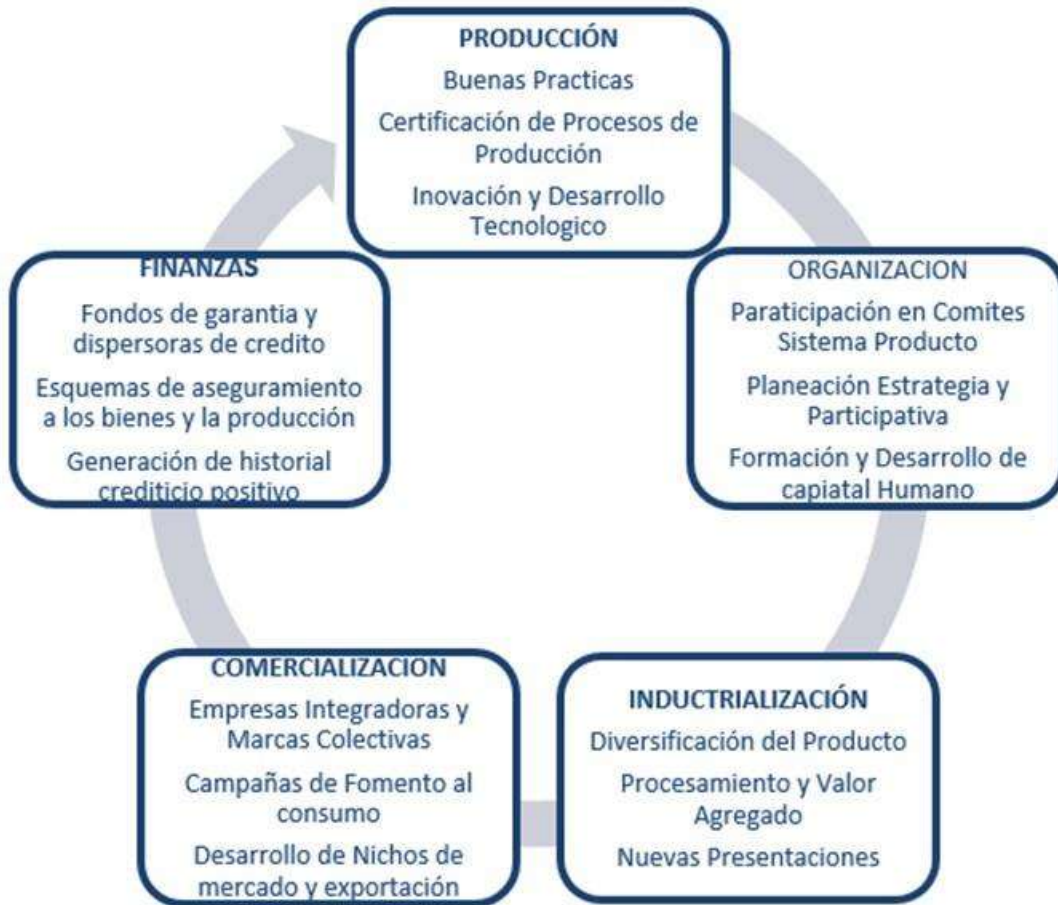 PRODUCCIÓN
Buenas Practicas
Certificación de Procesos de
Producción
Inovación y Desarrollo
Tecnologico
ORGANIZACION
Paraticipación en Comites
Sistema Producto
Planeación Estrategia y
Participativa
Formación y Desarrollo de
capiatal Humano
INDUCTRIALIZACIÓN
Diversificación del Producto
Procesamiento y Valor
Agregado
Nuevas Presentaciones
COMERCIALIZACION
Empresas Integradoras y
Marcas Colectivas
Campañas de Fomento al
consumo
Desarrollo de Nichos de
mercado y exportación
FINANZAS
Fondos de garantia y
dispersoras de credito
Esquemas de aseguramiento
a los bienes y la producción
Generación de historial
crediticio positivo